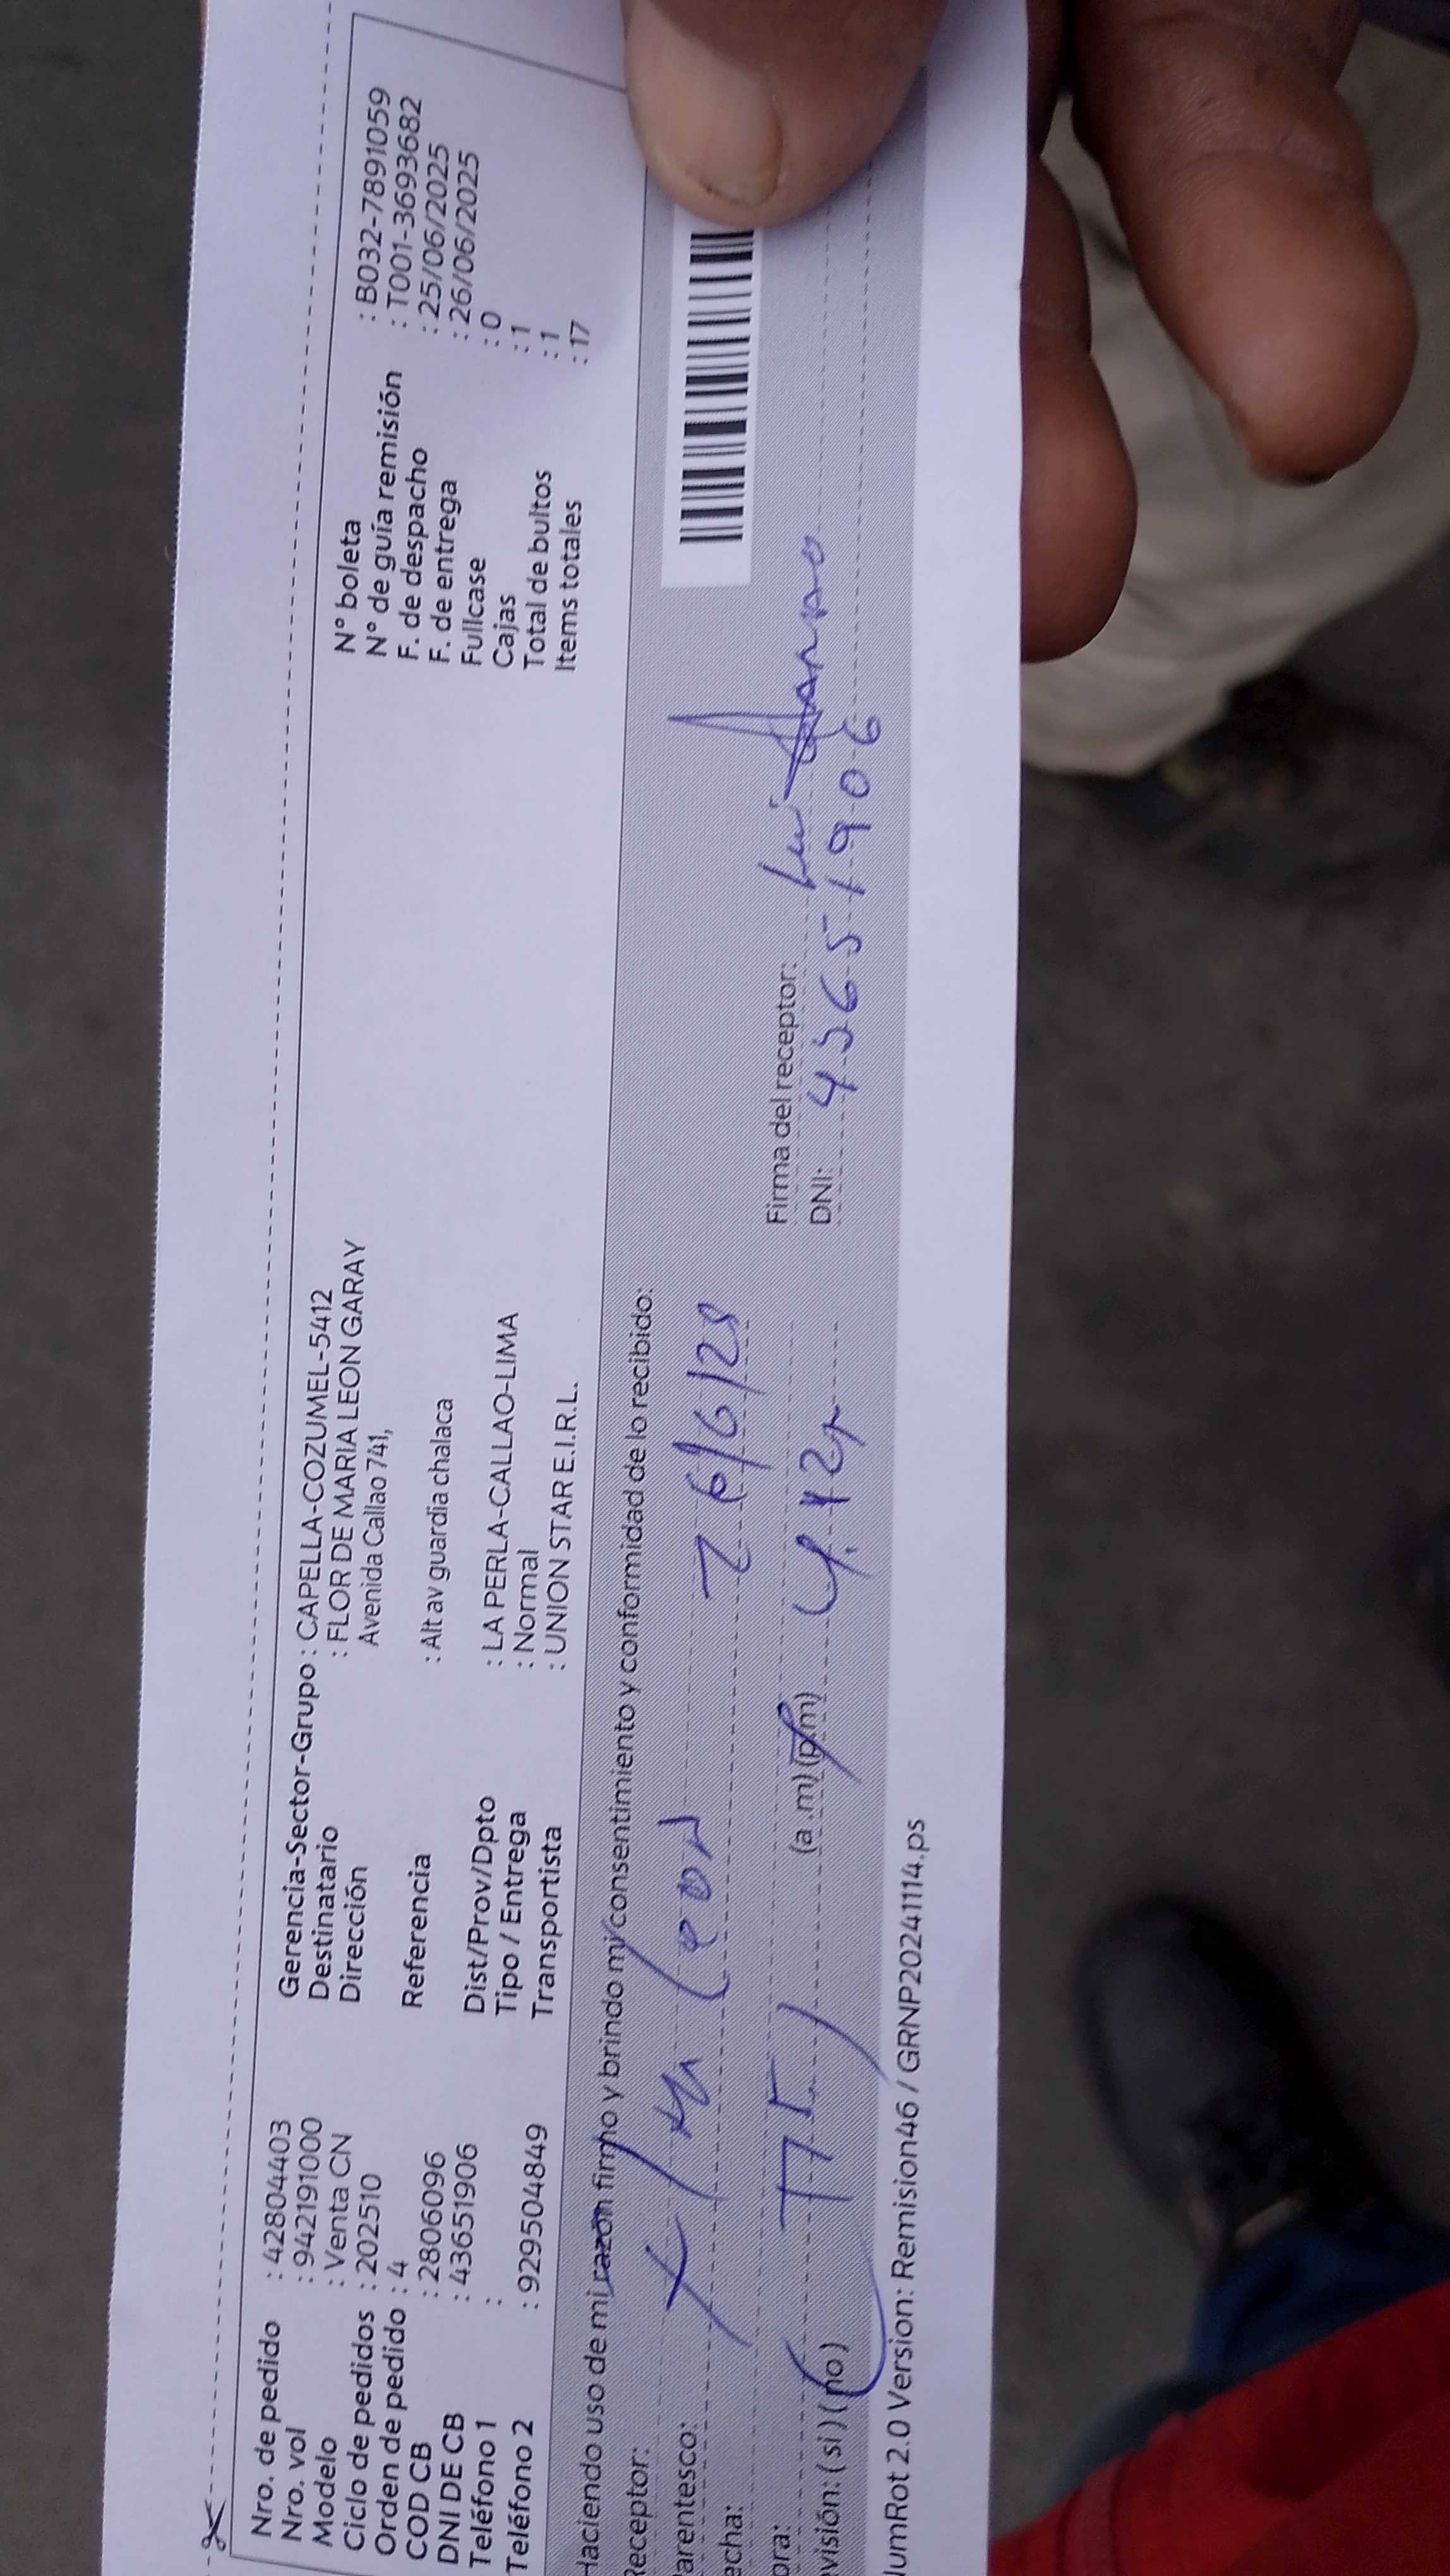 Nro. de pedido : 42804403
Nro. vol : 942191000
Modelo : Venta CN
Ciclo de pedidos : 202510
Orden de pedido : 4
COD CB : 2806096
DNI DE CB : 43651906
Teléfono 1 :
Teléfono 2 : 929504849
Gerencia-Sector-Grupo : CAPELLA-COZUMEL-5412
Destinatario : FLOR DE MARIA LEON GARAY
Dirección Avenida Callao 741,
Referencia : Alt av guardia chalaca
Dist/Prov/Dpto : LA PERLA-CALLAO-LIMA
Tipo / Entrega : Normal
Transportista : UNION STAR E.I.R.L.
N° boleta : B032-7891059
N° de guía remisión : T001-3693682
F. de despacho : 25/06/2025
F. de entrega : 26/06/2025
Fullcase : 0
Cajas : 1
Total de bultos : 1
Items totales : 17
Haciendo uso de mi razón firmo y brindo mi consentimiento y conformidad de lo recibido:
Receptor:
arentesco:
echa: 26/6/25
ora: (a .m) (p.m)
visión: ( si ) ( no )
Firma del receptor:
DNI: 43651906
lumRot 2.0 Version: Remision46 / GRNP20241114.ps